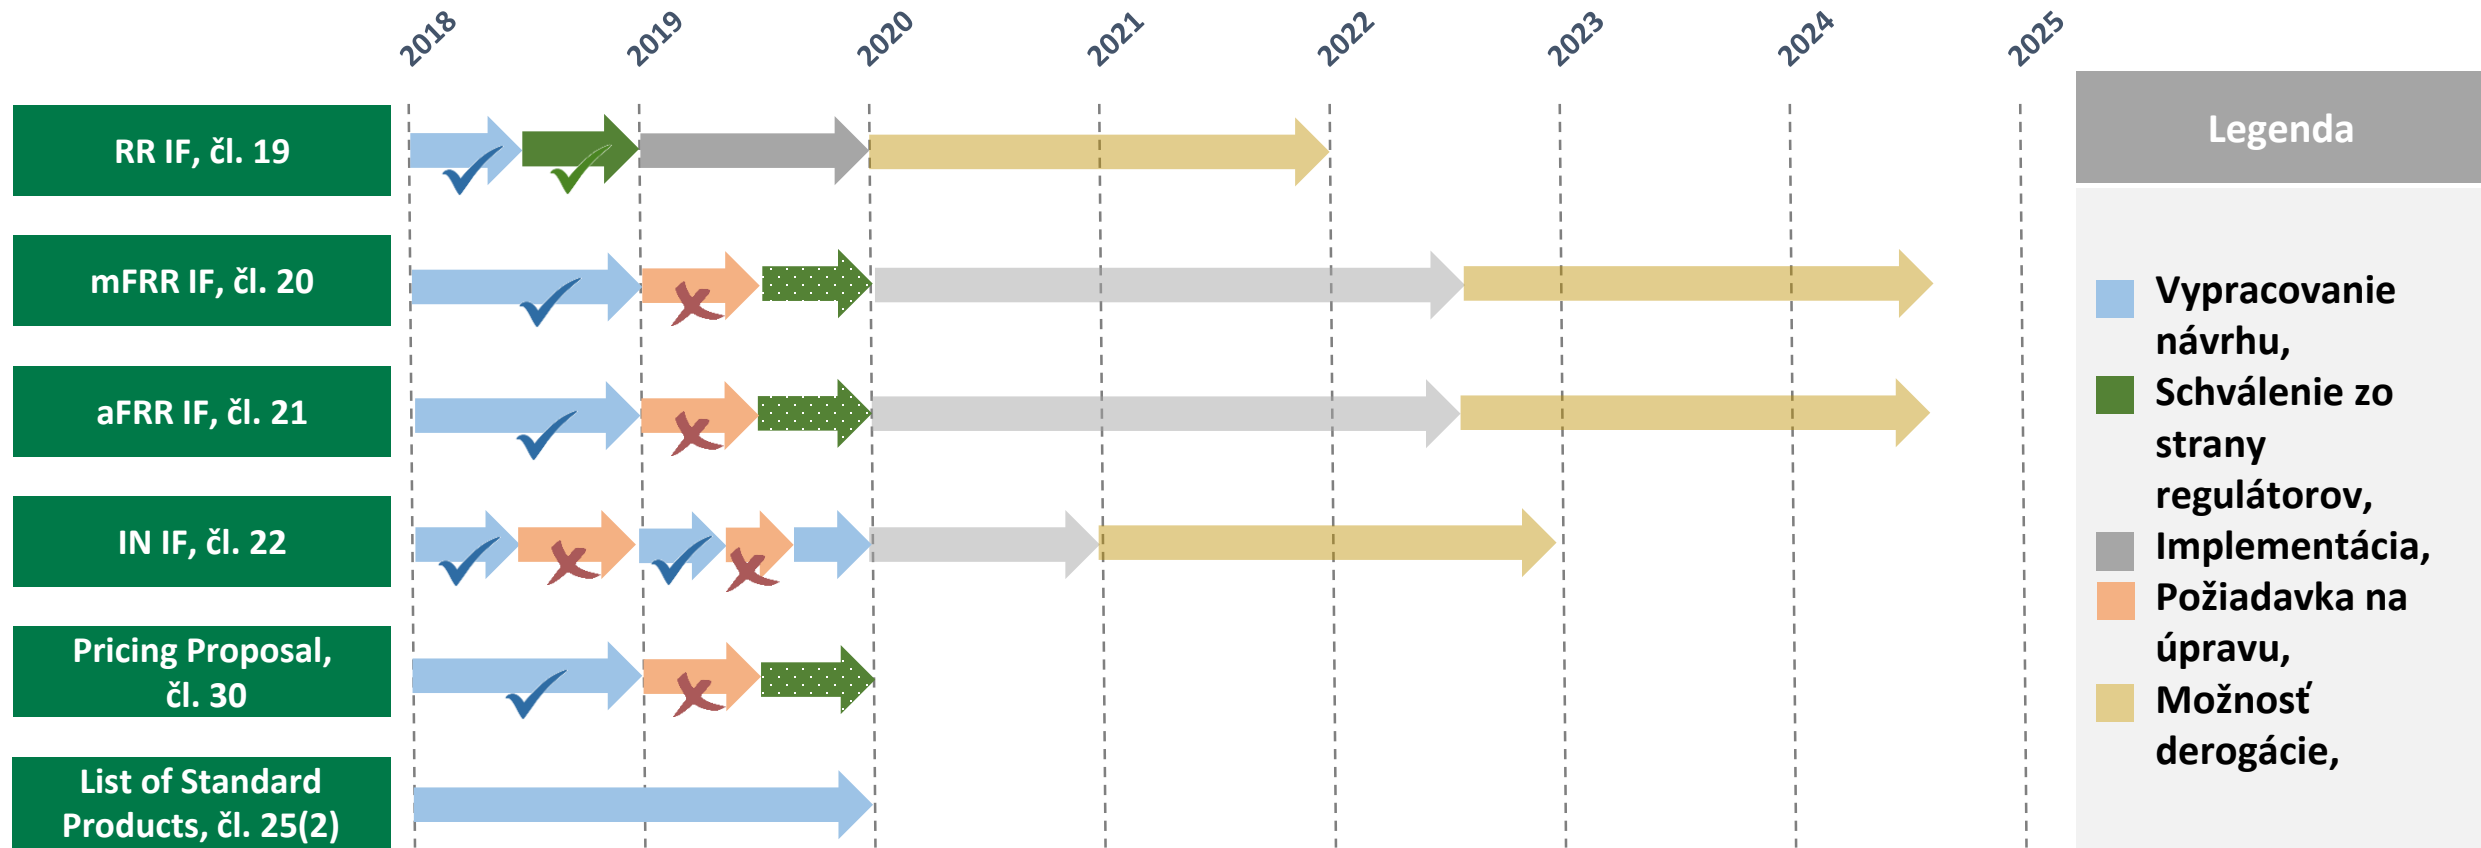 2018
2019
2020
2021
2022
2023
2024
2025
RR IF, čl. 19
mFRR IF, čl. 20
aFRR IF, čl. 21
IN IF, čl. 22
Pricing Proposal,
čl. 30
List of Standard
Products, čl. 25(2)
Legenda
Vypracovanie
návrhu,
Schválenie zo
strany
regulátorov,
Implementácia,
Požiadavka na
úpravu,
Možnosť
derogácie,